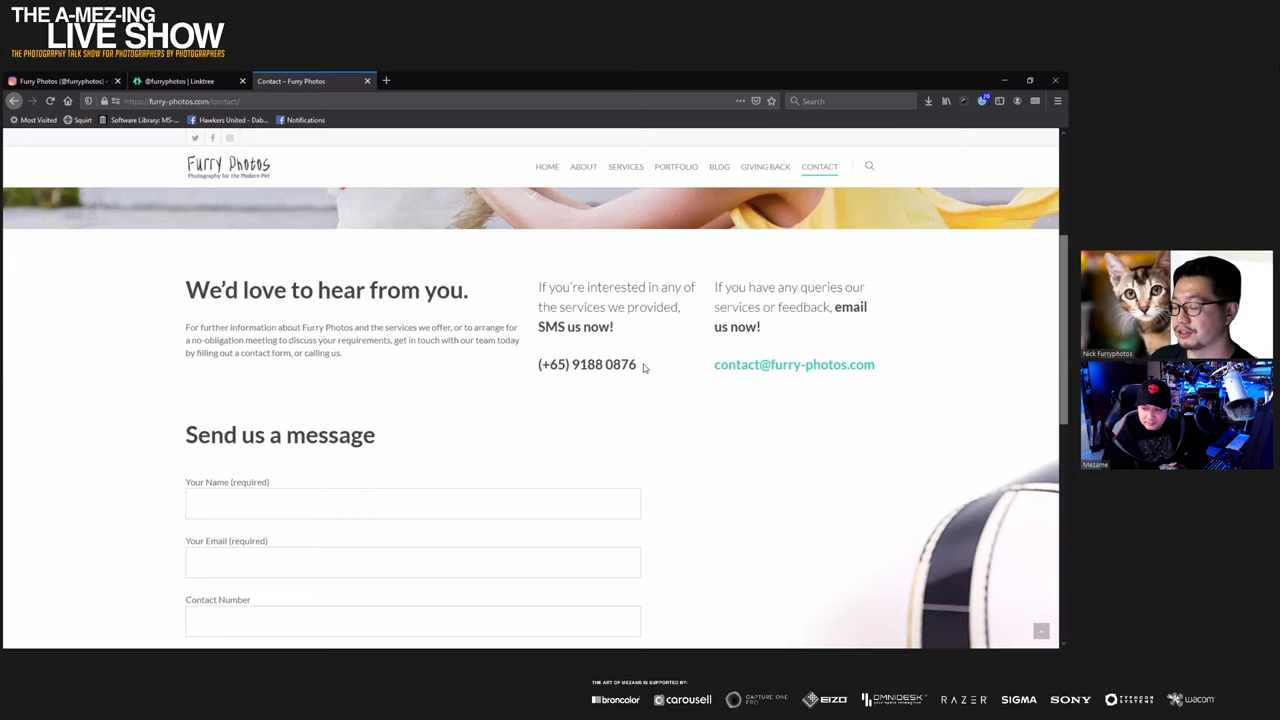 THE A-MEZ-ING
LIVE SHOW
THE PHOTOGRAPHY TALK SHOW FOR PHOTOGRAPHERS BY PHOTOGRAPHERS
Furry Photos (@furryphotos) -
@furryphotos | Linktree
Contact – Furry Photos
https://furry-photos.com/contact/
Search
20
Most Visited
Squirt
Software Library: MS-...
Hawkers United - Dab...
Notifications
Furry Photos
Photography for the Modern Pet
HOME ABOUT SERVICES PORTFOLIO BLOG GIVING BACK CONTACT
We'd love to hear from you.
For further information about Furry Photos and the services we offer, or to arrange for
a no-obligation meeting to discuss your requirements, get in touch with our team today
by filling out a contact form, or calling us.
If you're interested in any of
the services we provided,
SMS us now!
(+65) 9188 0876
If you have any queries our
services or feedback, email
us now!
contact@furry-photos.com
Send us a message
Your Name (required)
Your Email (required)
Contact Number
Nick Furryphotos
Mezame
THE ART OF MEZAME IS SUPPORTED BY:
broncolor
carousell
CAPTURE ONE
PRO
EIZO
OMNIDESK
your space reimagined
RAZER
SIGMA
SONY
TYPHOON
SYSTEMS
wacom